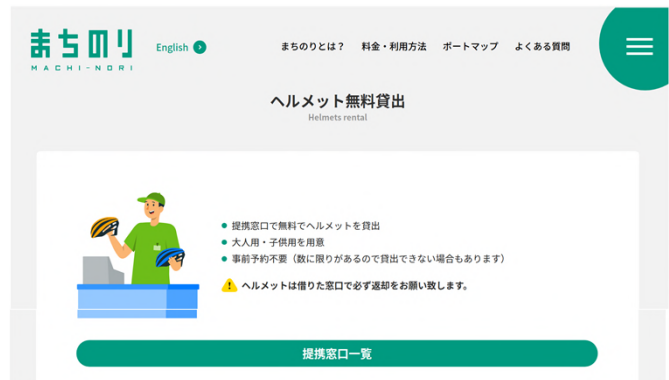 まちのり
MACHI-NORI
English
まちのりとは？ 料金・利用方法 ポートマップ よくある質問
ヘルメット無料貸出
Helmets rental
提携窓口で無料でヘルメットを貸出
大人用・子供用を用意
事前予約不要（数に限りがあるので貸出できない場合もあります）
ヘルメットは借りた窓口で必ず返却をお願い致します。
提携窓口一覧